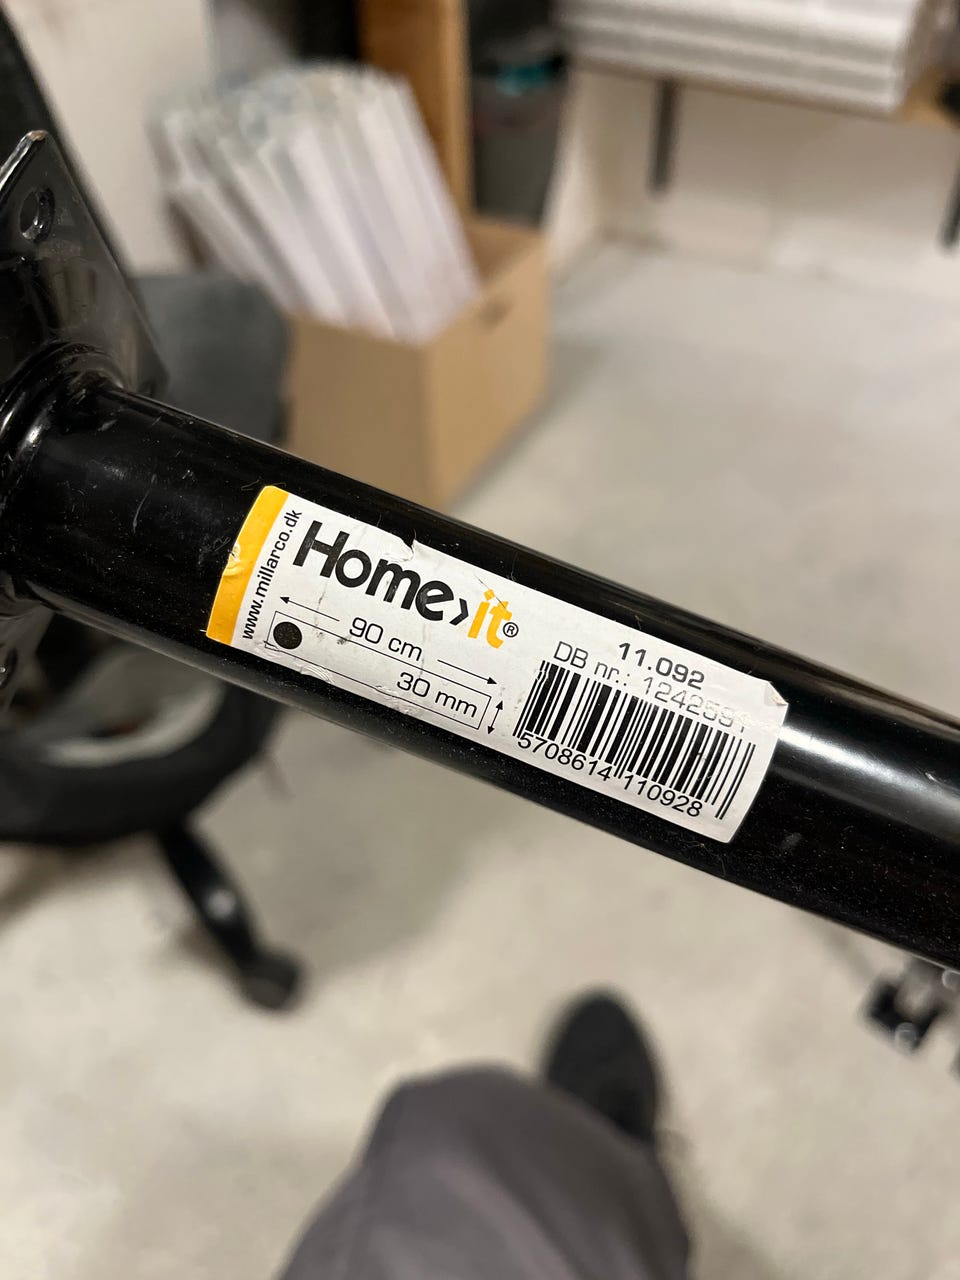 www.millarco.dk
Home>it®
90 cm
30 mm
11.092
DB nr.:
5708614 110928